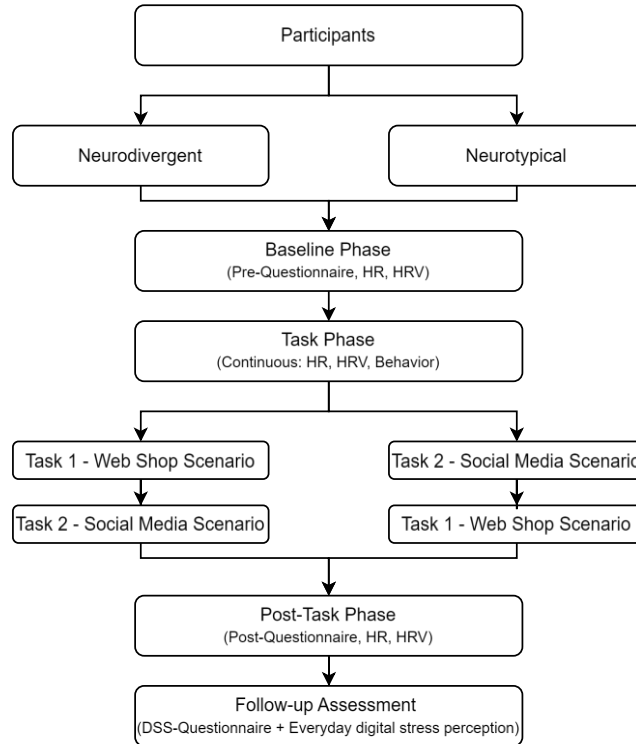 Participants
Neurodivergent
Neurotypical
Baseline Phase
(Pre-Questionnaire, HR, HRV)
Task Phase
(Continuous: HR, HRV, Behavior)
Task 1 - Web Shop Scenario
Task 2 - Social Media Scenario
Task 2 - Social Media Scenario
Task 1 - Web Shop Scenario
Post-Task Phase
(Post-Questionnaire, HR, HRV)
Follow-up Assessment
(DSS-Questionnaire + Everyday digital stress perception)